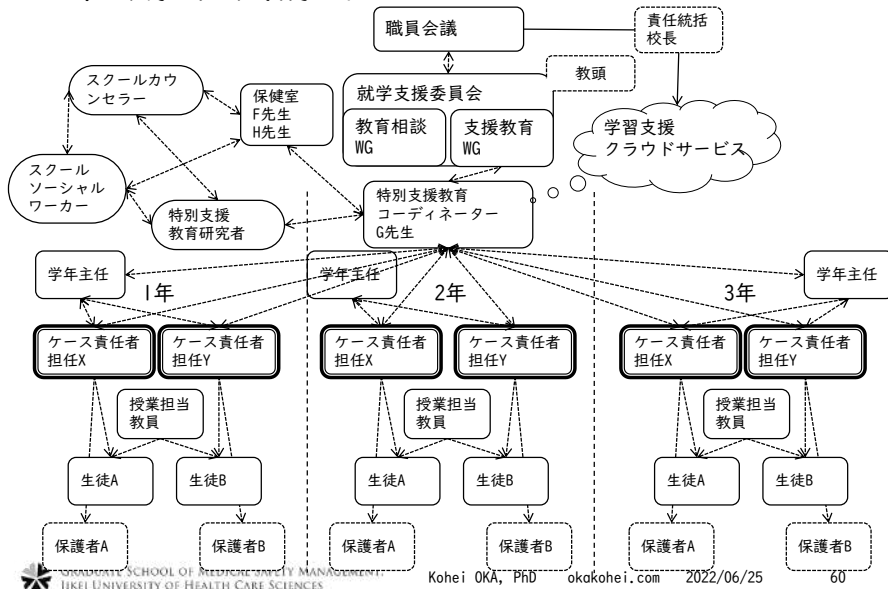 職員会議
責任統括
校長
教頭
スクールカウ
ンセラー
保健室
F先生
H先生
就学支援委員会
教育相談
WG
支援教育
WG
学習支援
クラウドサービス
スクール
ソーシャル
ワーカー
特別支援
教育研究者
特別支援教育
コーディネーター
G先生
学年主任
1年
学年主任
2年
3年
学年主任
ケース責任者
担任X
ケース責任者
担任Y
ケース責任者
担任X
ケース責任者
担任Y
ケース責任者
担任X
ケース責任者
担任Y
授業担当
教員
授業担当
教員
授業担当
教員
生徒A
生徒B
生徒A
生徒B
生徒A
生徒B
保護者A
保護者B
保護者A
保護者B
保護者A
保護者B
GRADUATE SCHOOL OF MEDICAL SAFETY MANAGEMENT,
JIKEI UNIVERSITY OF HEALTH CARE SCIENCES
Kohei OKA, PhD okakohei.com 2022/06/25 60